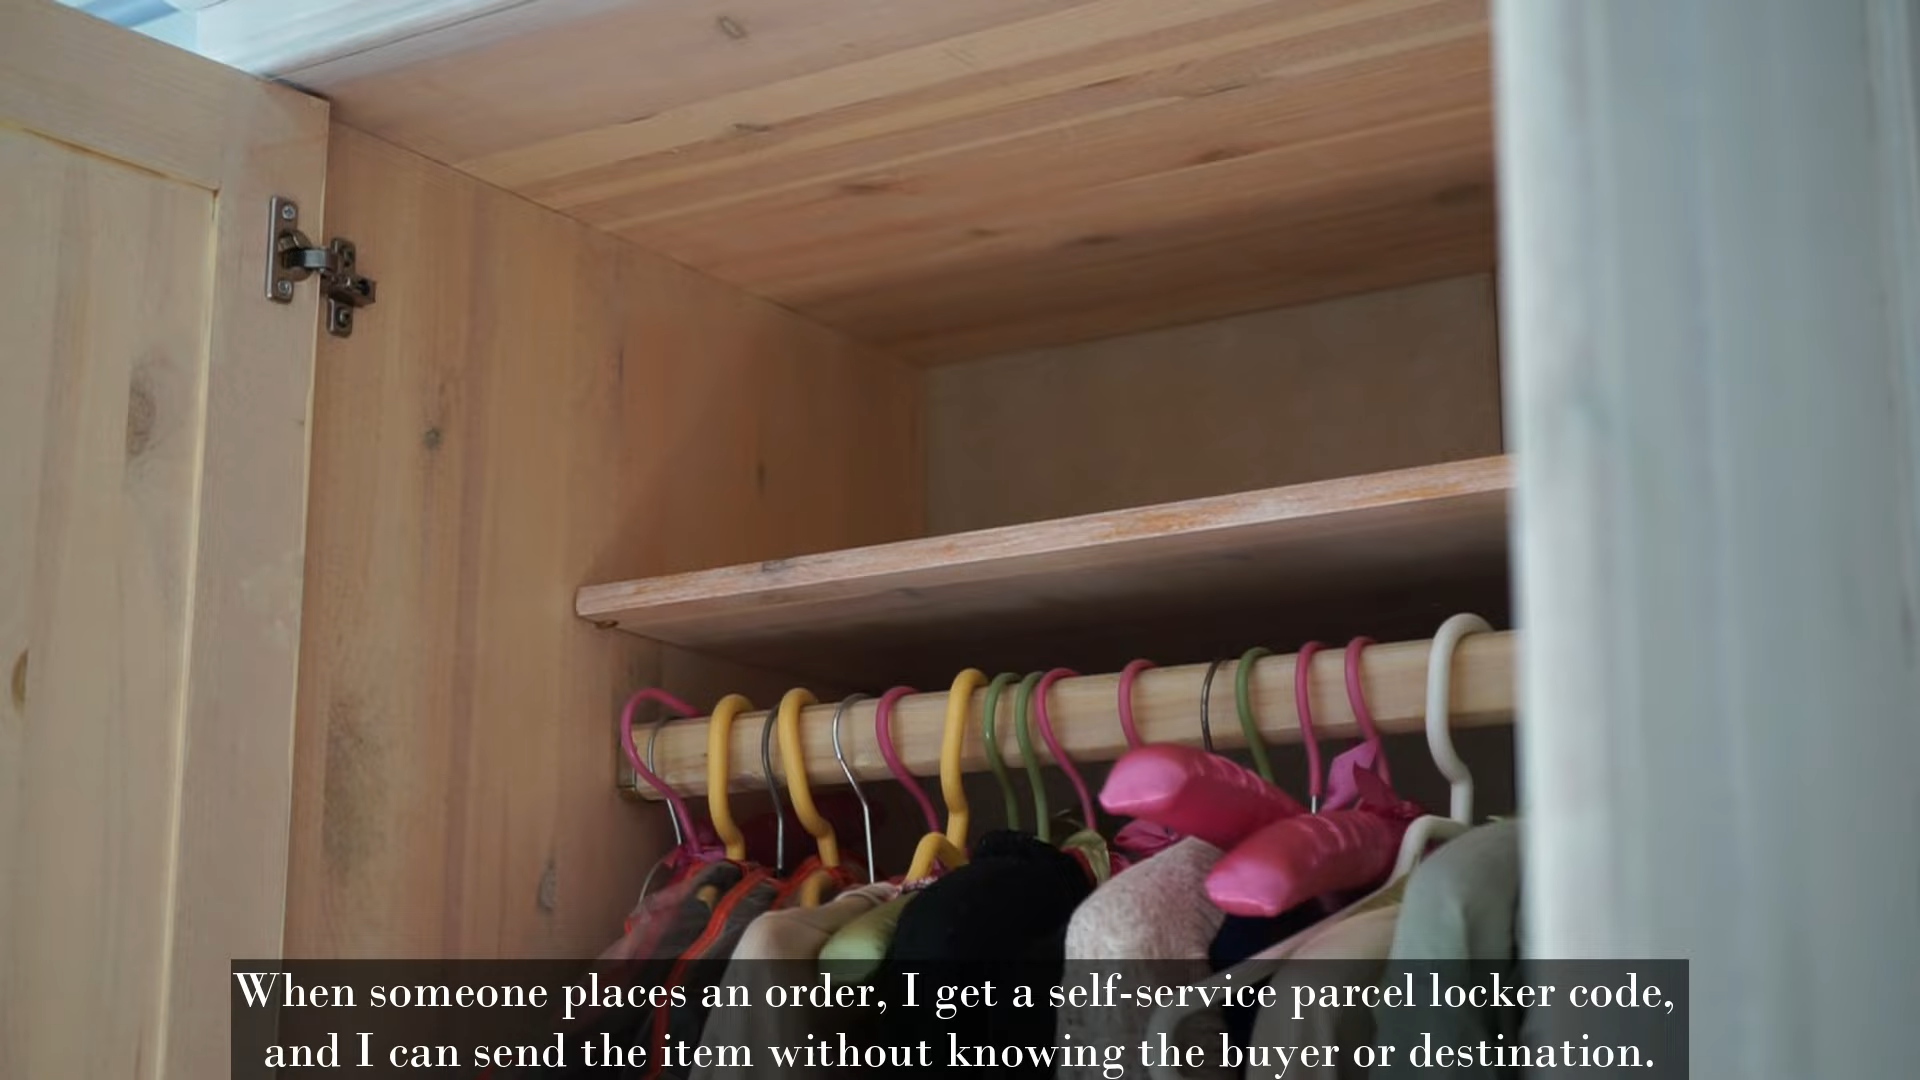 When someone places an order, I get a self-service parcel locker code,
and I can send the item without knowing the buyer or destination.